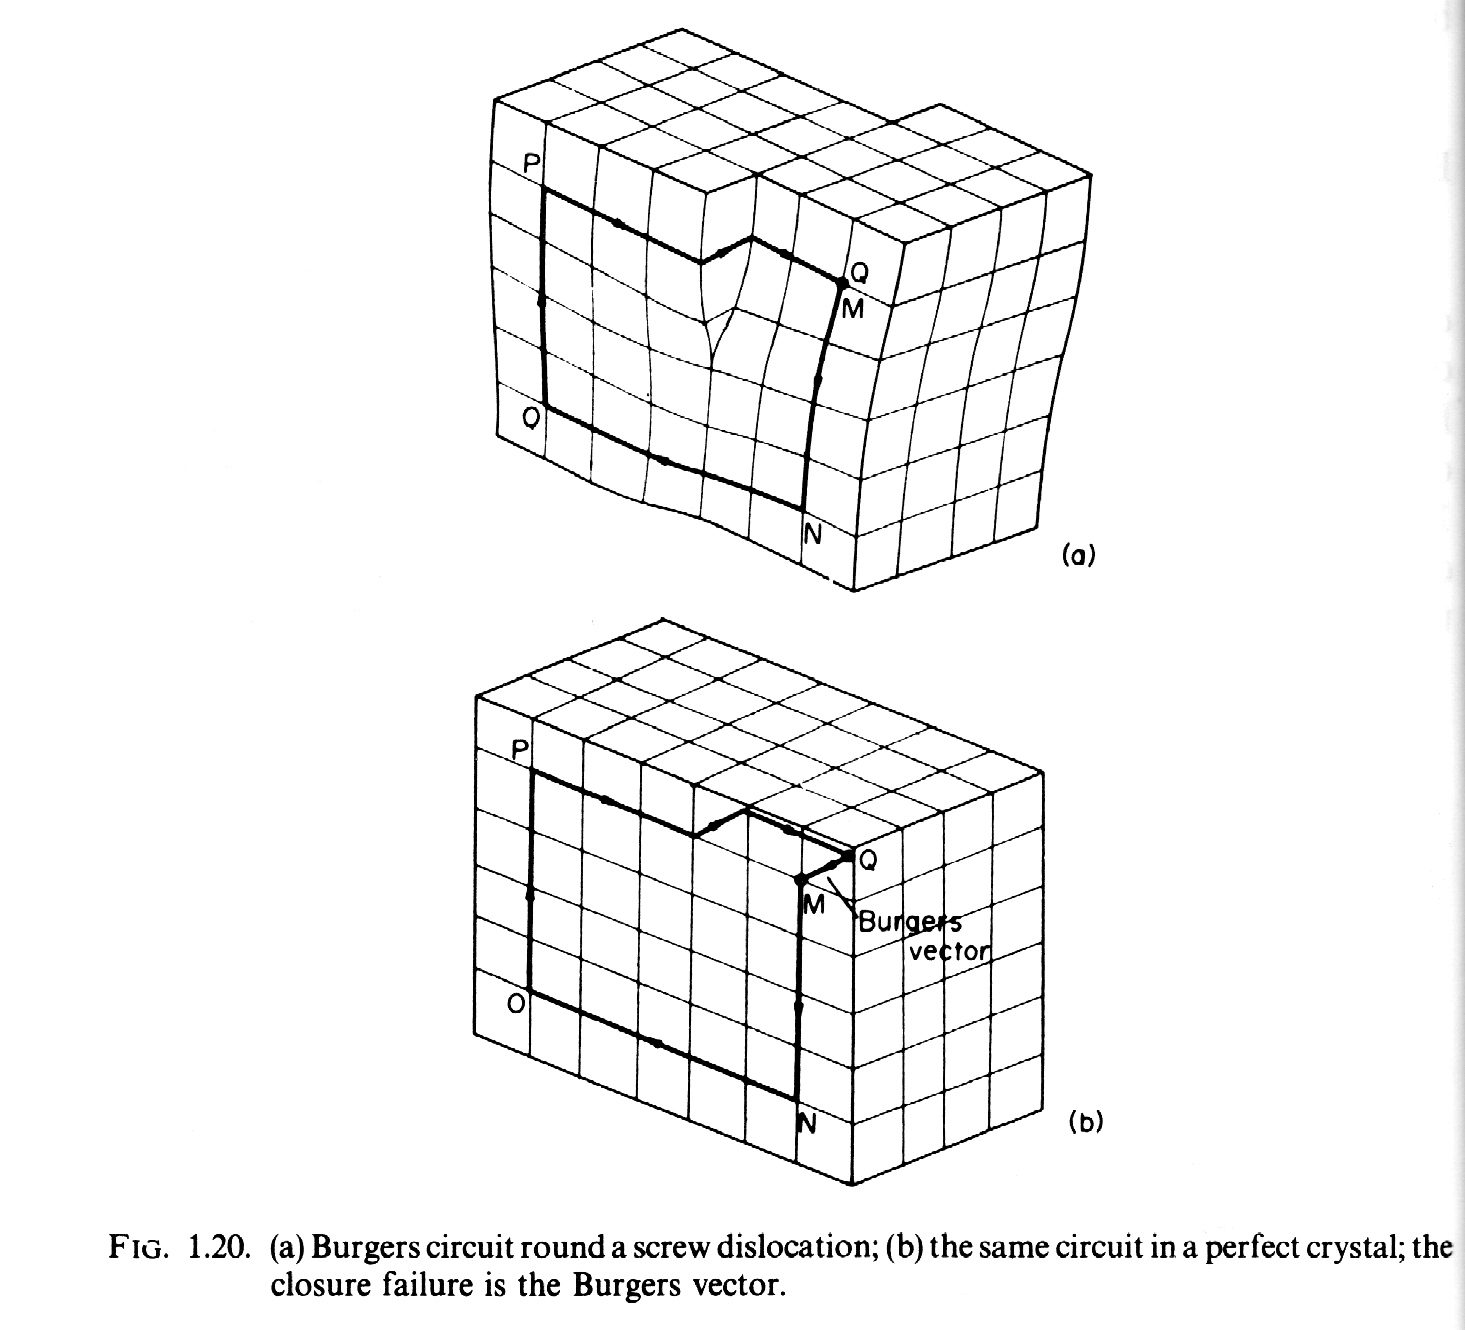 P
Q
M
O
N
(a)
P
Q
M
Burgers
vector
O
N
(b)
FIG. 1.20. (a) Burgers circuit round a screw dislocation; (b) the same circuit in a perfect crystal; the
closure failure is the Burgers vector.